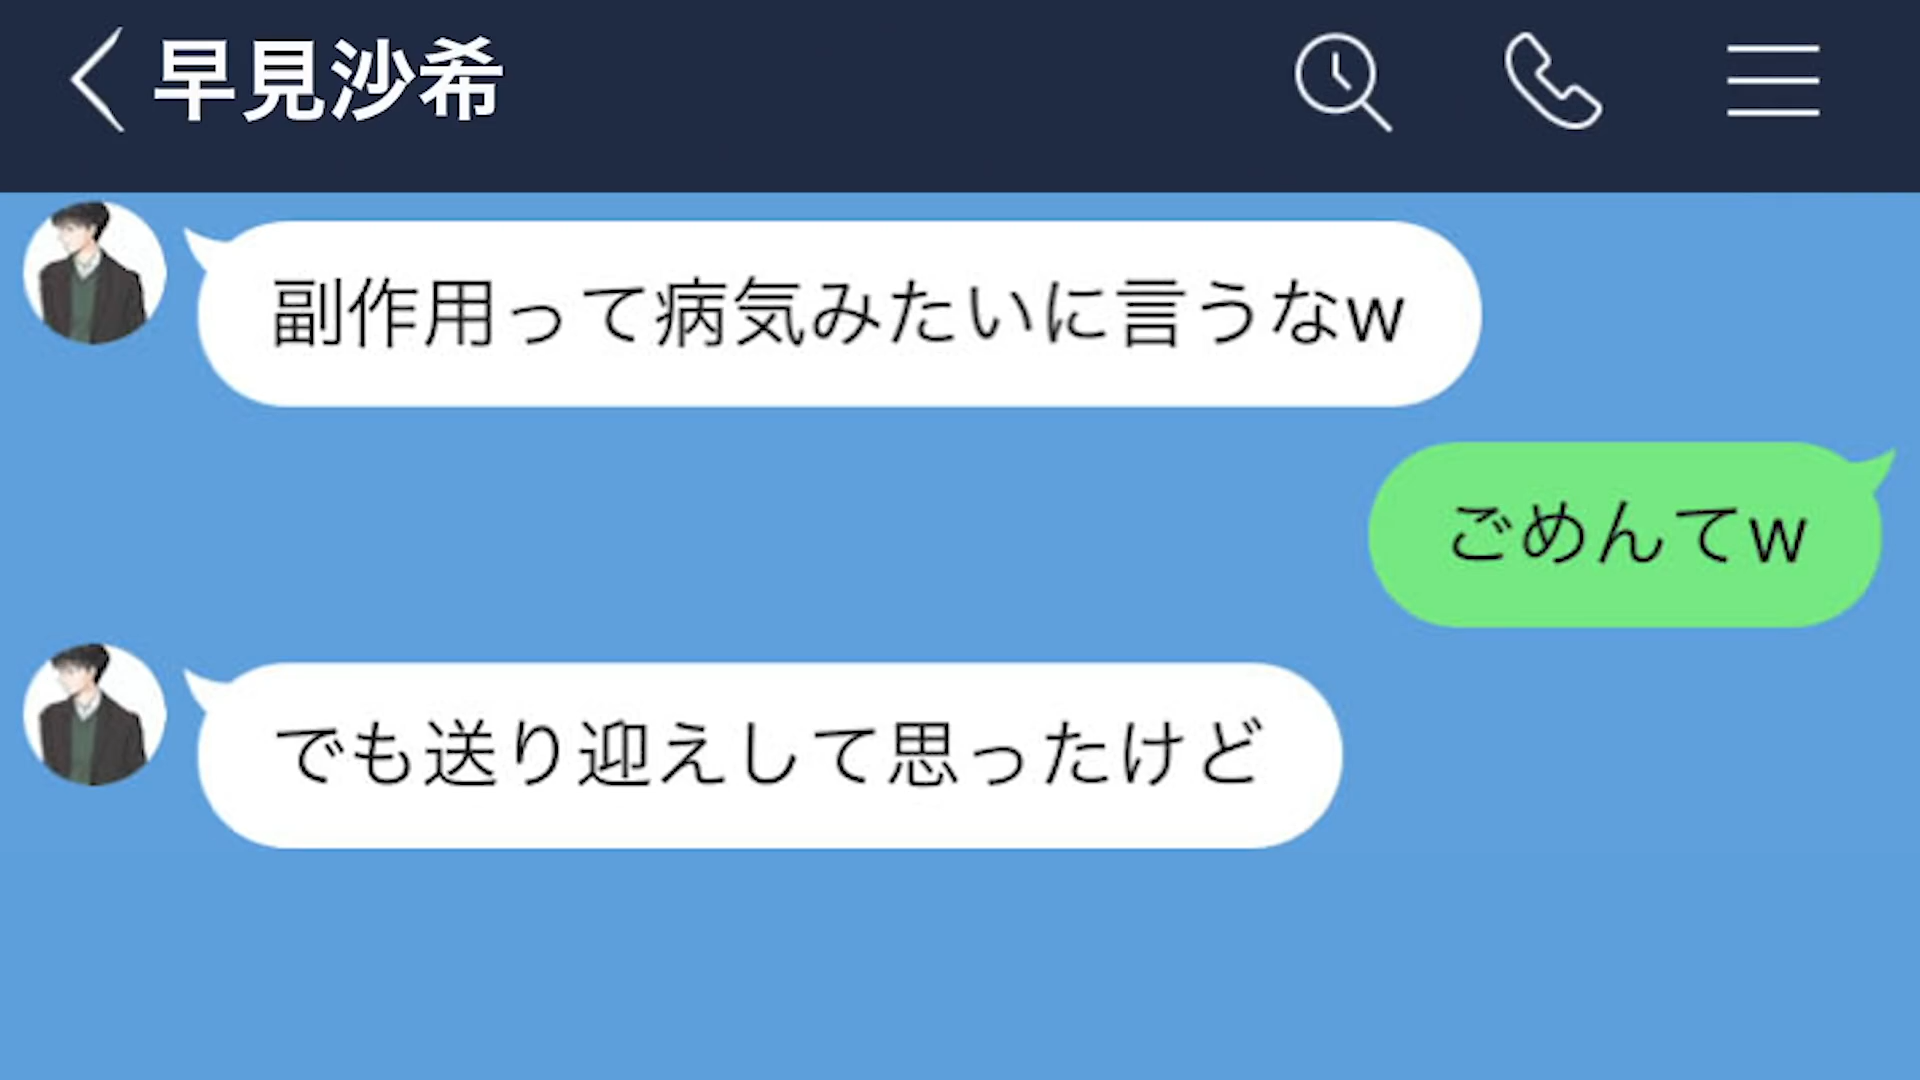 早見沙希
副作用って病気みたいに言うなw
ごめんてw
でも送り迎えして思ったけど